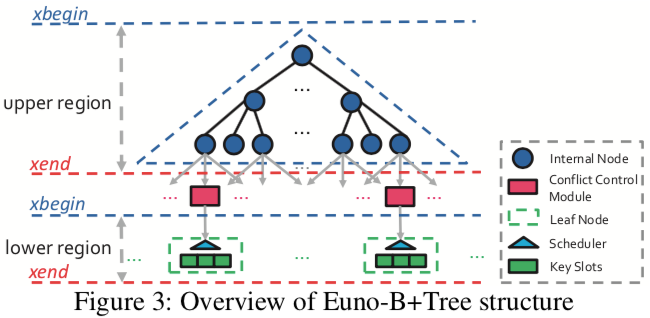 xbegin
upper region
xend
xbegin
lower region
xend
...
...
...
...
...
...
...
...
...
...
Internal Node
Conflict Control
Module
Leaf Node
Scheduler
Key Slots
Figure 3: Overview of Euno-B+Tree structure